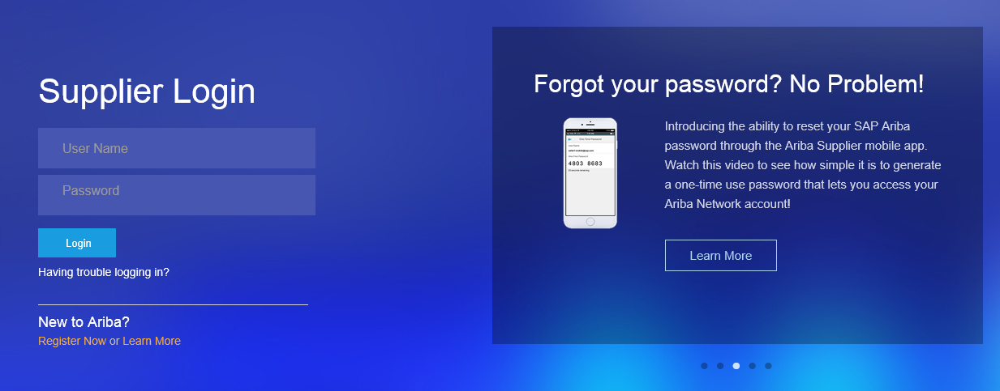 Supplier Login
User Name
Password
Login
Having trouble logging in?
New to Ariba?
Register Now or Learn More
Forgot your password? No Problem!
One Time Password
4803 8683
Introducing the ability to reset your SAP Ariba
password through the Ariba Supplier mobile app.
Watch this video to see how simple it is to generate
a one-time use password that lets you access your
Ariba Network account!
Learn More